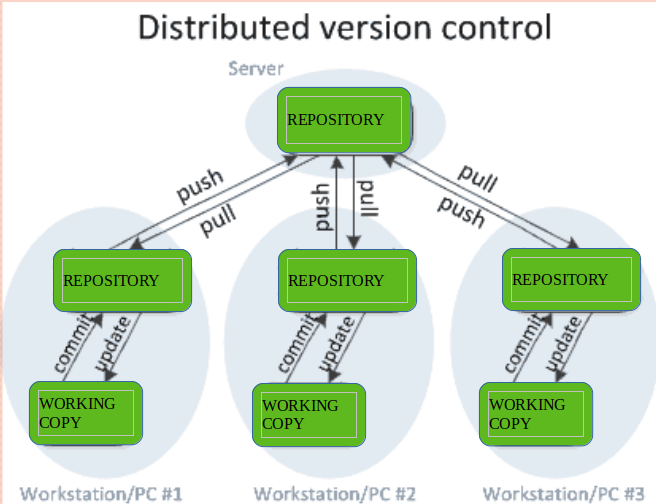 Distributed version control
Server
REPOSITORY
push
pull
push
pull
pull
push
REPOSITORY
REPOSITORY
REPOSITORY
commit
update
commit
update
commit
update
WORKING
COPY
WORKING
COPY
WORKING
COPY
Workstation/PC #1
Workstation/PC #2
Workstation/PC #3